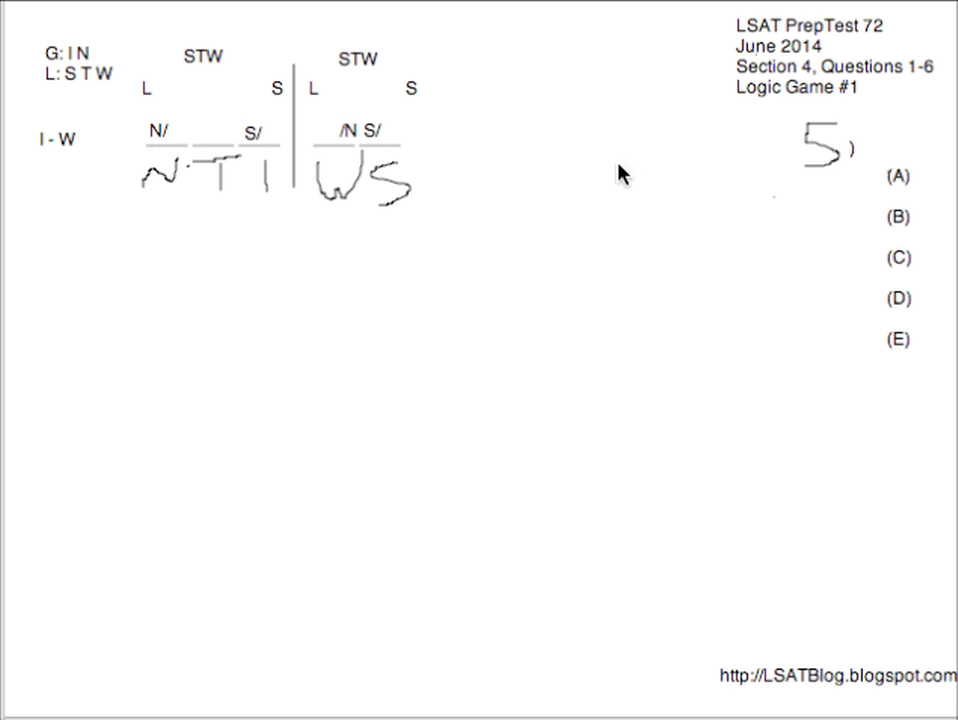 LSAT PrepTest 72
June 2014
Section 4, Questions 1-6
Logic Game #1
G: I N
L: S T W
STW STW
L S L S
I - W
N/ S/ /N S/
N T I W S
5)
(A)
(B)
(C)
(D)
(E)
http://LSATBlog.blogspot.com